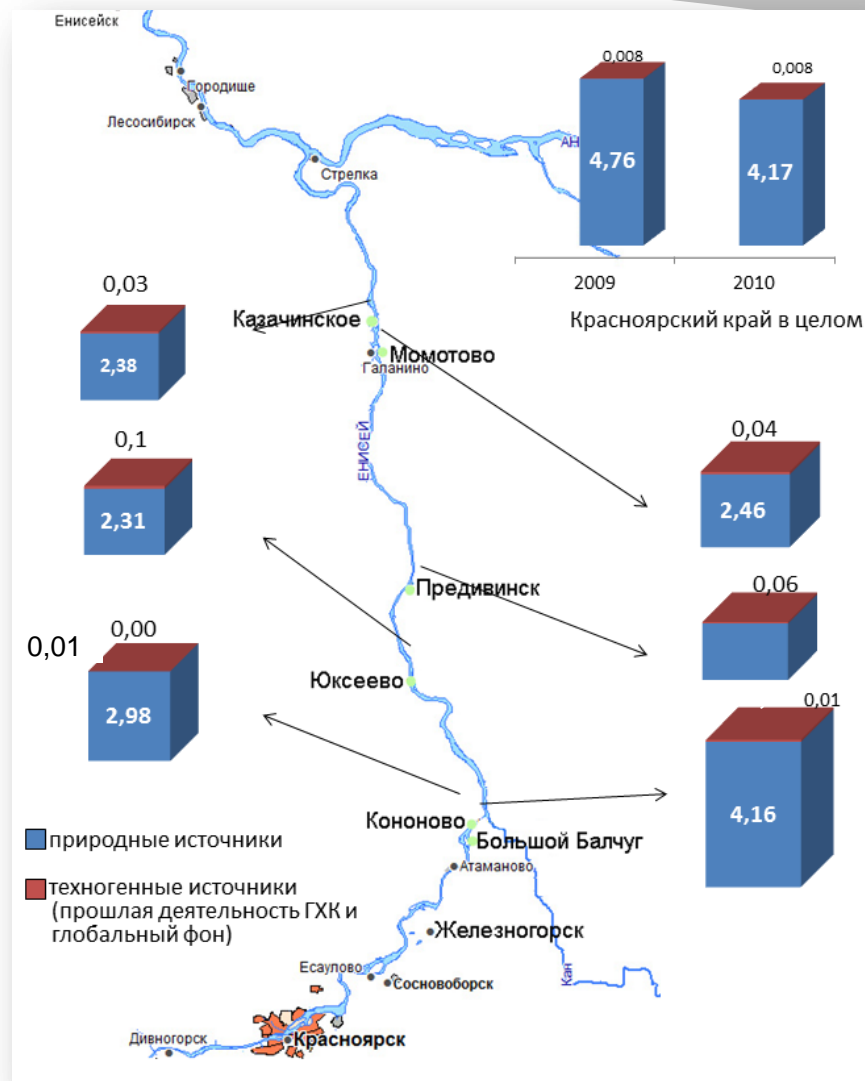 Енисейск
Городище
Лесосибирск
Стрелка
АН
0,008
4,76
0,008
4,17
2009
2010
Красноярский край в целом
0,03
2,38
Казачинское
Момотово
Галанино
ЕНИСЕЙ
0,1
2,31
0,04
2,46
Предивинск
0,06
0,01
0,00
2,98
Юксеево
0,01
4,16
Кононово
Большой Балчуг
Атаманово
природные источники
техногенные источники
(прошлая деятельность ГХК и
глобальный фон)
Железногорск
Есаулово
Сосновоборск
Кан
Дивногорск
Красноярск